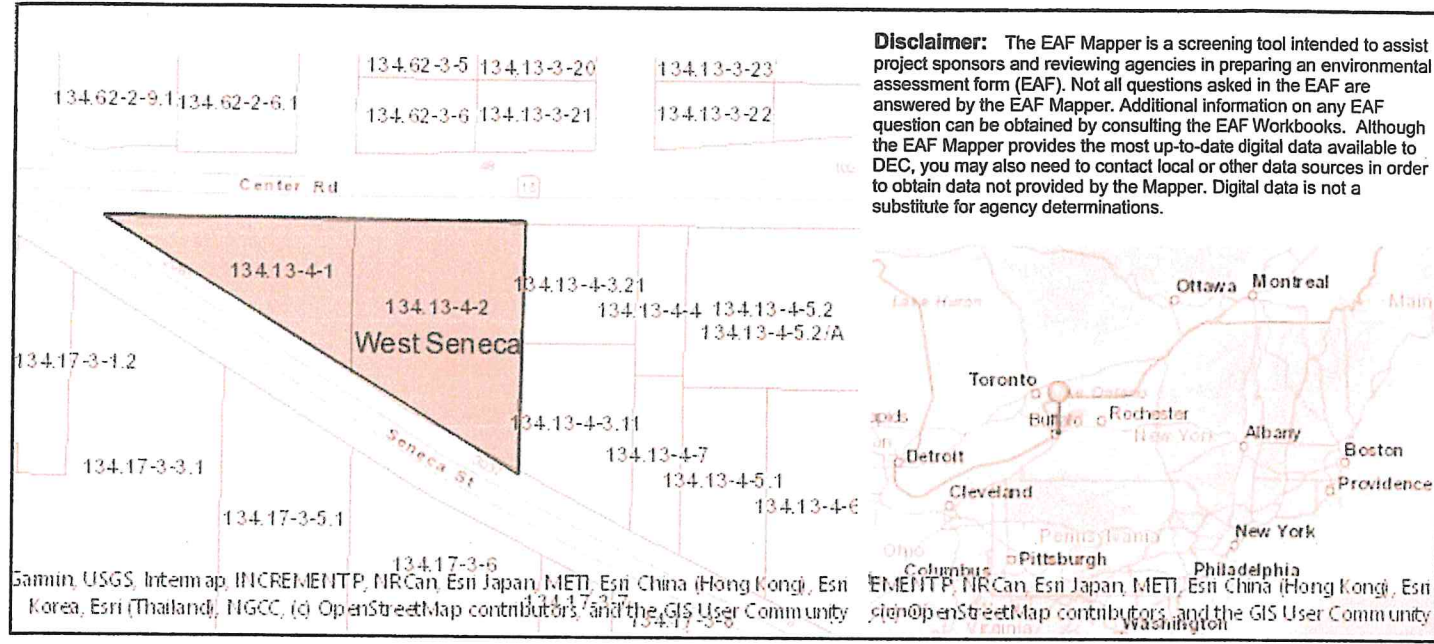 Disclaimer: The EAF Mapper is a screening tool intended to assist
project sponsors and reviewing agencies in preparing an environmental
assessment form (EAF). Not all questions asked in the EAF are
answered by the EAF Mapper. Additional information on any EAF
question can be obtained by consulting the EAF Workbooks. Although
the EAF Mapper provides the most up-to-date digital data available to
DEC, you may also need to contact local or other data sources in order
to obtain data not provided by the Mapper. Digital data is not a
substitute for agency determinations.
134.62-3-5 134.13-3-20 134.13-3-23
134.62-2-9.1 134.62-2-6.1
134.62-3-6 134.13-3-21 134.13-3-22
Center Rd
134.13-4-1
134.13-4-2
West Seneca
134.13-4-3.21
134.13-4-4 134.13-4-5.2
134.13-4-5.2/A
134.17-3-1.2
134.13-4-3.11
Seneca St
134.13-4-7
134.17-3-3.1
134.13-4-5.1
134.13-4-6
134.17-3-5.1
134.17-3-6
Garmin, USGS, Intermap, INCREMENT P, NRCan, Esri Japan, METI, Esri China (Hong Kong), Esri
Korea, Esri (Thailand), NGCC, (c) OpenStreetMap contributors, and the GIS User Community
Ottawa Montreal
Lake Huron
Toronto
Rochester
New York
Albany
Boston
Detroit
Providence
Cleveland
Pennsylvania
New York
Ohio
Pittsburgh
Columbus
Philadelphia
EMENT P, NRCan, Esri Japan, METI, Esri China (Hong Kong), Esri
OpenStreetMap contributors, and the GIS User Community
Washington